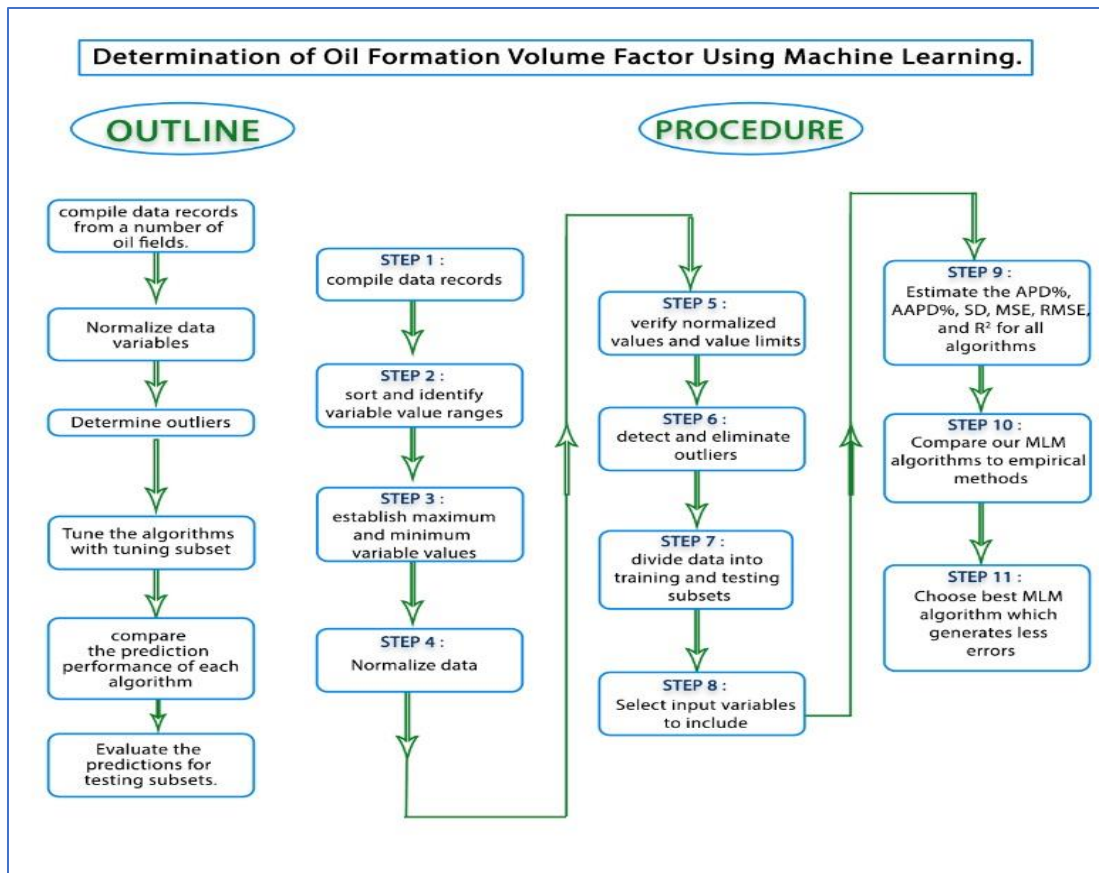 Determination of Oil Formation Volume Factor Using Machine Learning.
OUTLINE
compile data records
from a number of
oil fields.
Normalize data
variables
Determine outliers
Tune the algorithms
with tuning subset
compare
the prediction
performance of each
algorithm
Evaluate the
predictions for
testing subsets.
PROCEDURE
STEP 1 :
compile data records
STEP 2 :
sort and identify
variable value ranges
STEP 3 :
establish maximum
and minimum
variable values
STEP 4 :
Normalize data
STEP 5 :
verify normalized
values and value limits
STEP 6 :
detect and eliminate
outliers
STEP 7 :
divide data into
training and testing
subsets
STEP 8 :
Select input variables
to include
STEP 9 :
Estimate the APD%,
AAPD%, SD, MSE, RMSE,
and R² for all
algorithms
STEP 10 :
Compare our MLM
algorithms to empirical
methods
STEP 11 :
Choose best MLM
algorithm which
generates less
errors